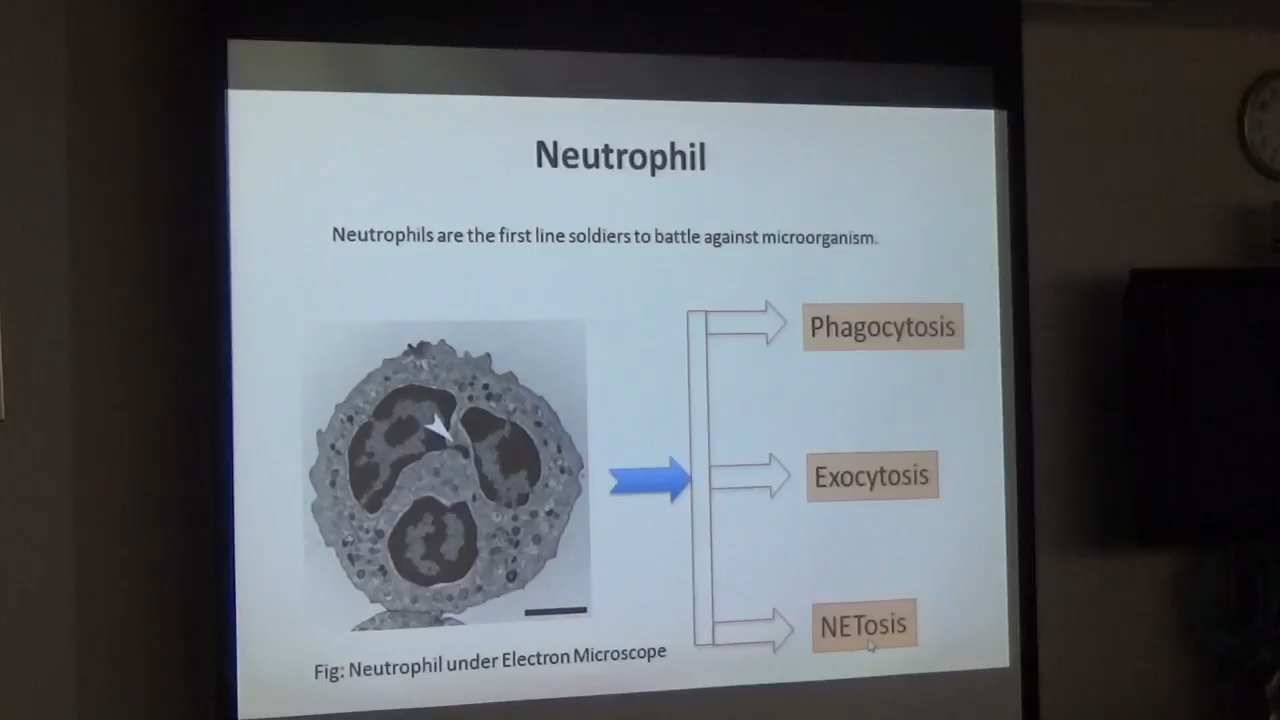 Neutrophil
Neutrophils are the first line soldiers to battle against microorganism.
Phagocytosis
Exocytosis
NETosis
Fig: Neutrophil under Electron Microscope